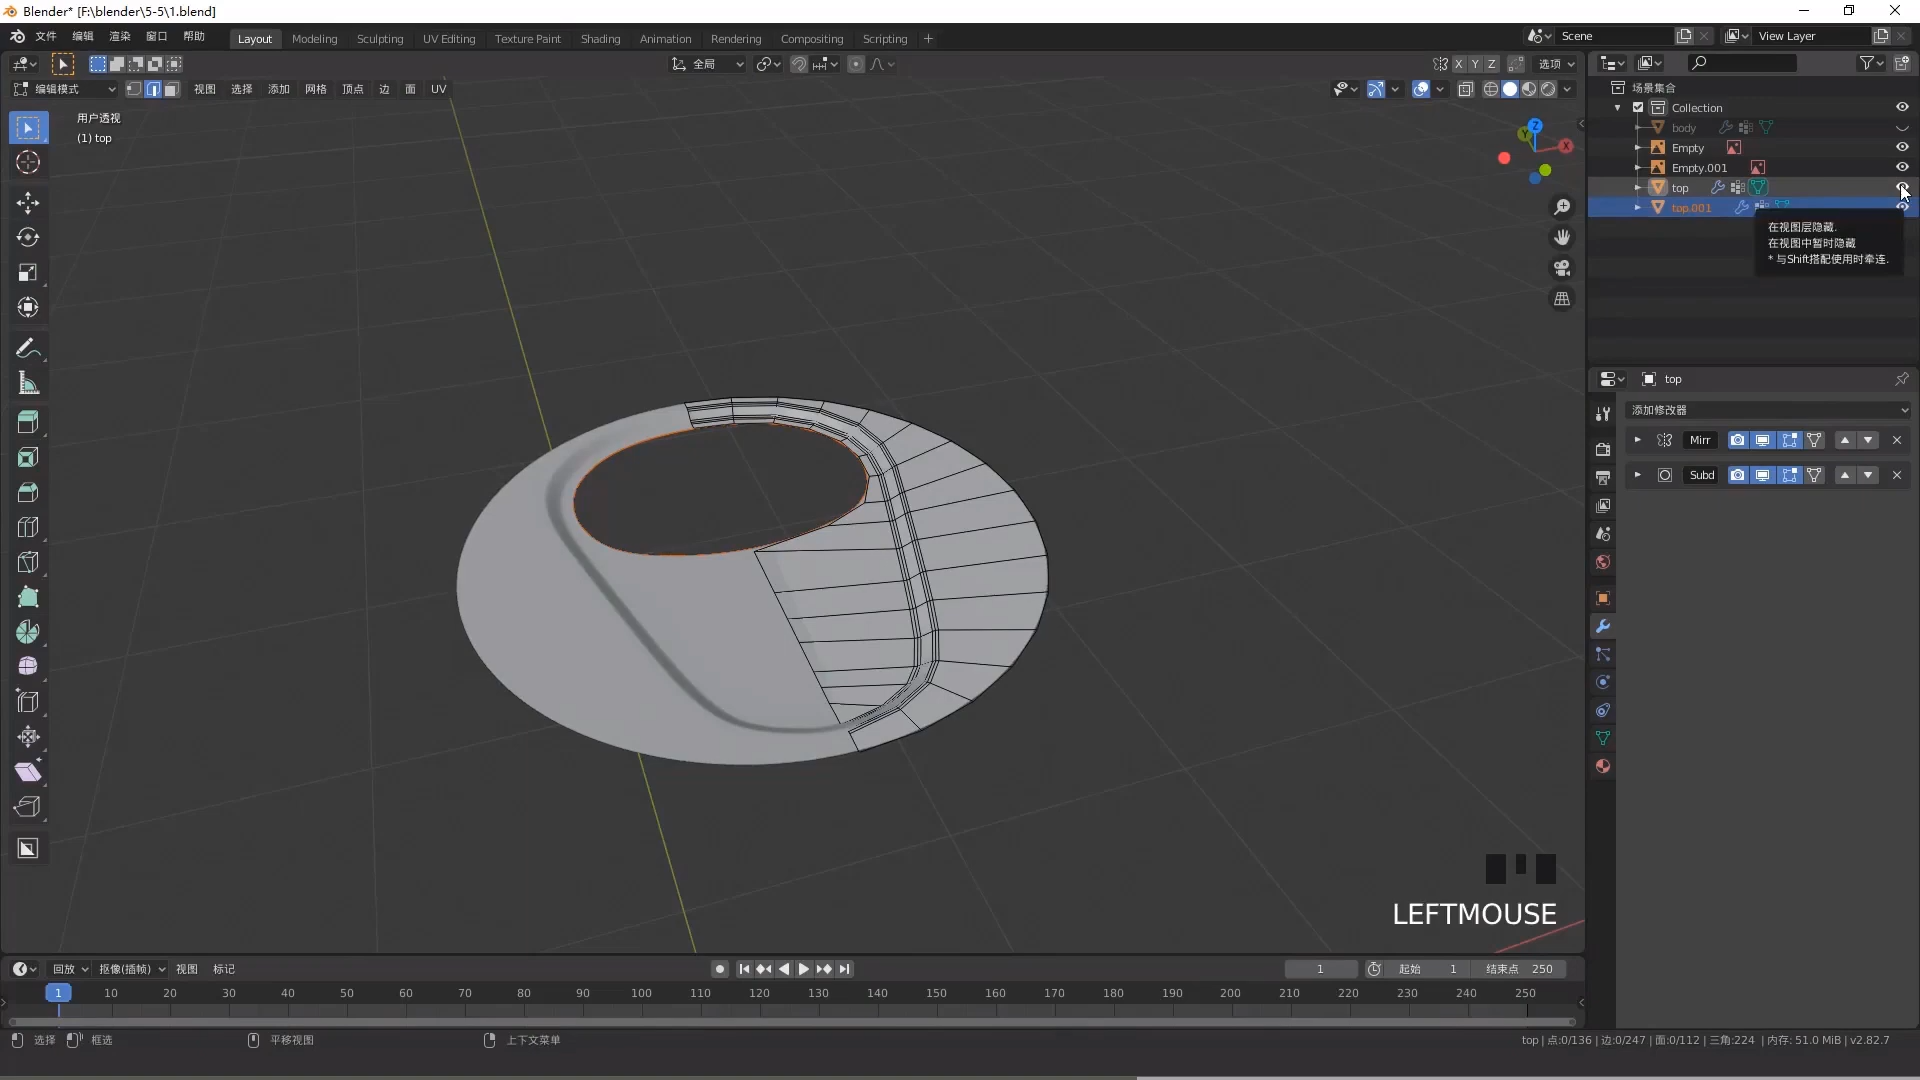 Blender* [F:\blender\5-5\1.blend]
文件 编辑 渲染 窗口 帮助 Layout Modeling Sculpting UV Editing Texture Paint Shading Animation Rendering Compositing Scripting + Scene View Layer
全局 X Y Z 选项
编辑模式 视图 选择 添加 网格 顶点 边 面 UV
用户透视
(1) top
Z
Y
X
场景集合
Collection
body
Empty
Empty.001
top
top.001
在视图层隐藏.
在视图中暂时隐藏
* 与Shift搭配使用时牵连.
top
添加修改器
Mirr
Subd
LEFTMOUSE
回放 抠像(插帧) 视图 标记 1 起始 1 结束点 250
1 10 20 30 40 50 60 70 80 90 100 110 120 130 140 150 160 170 180 190 200 210 220 230 240 250
选择 框选 平移视图 上下文菜单 top | 点:0/136 | 边:0/247 | 面:0/112 | 三角:224 | 内存: 51.0 MiB | v2.82.7